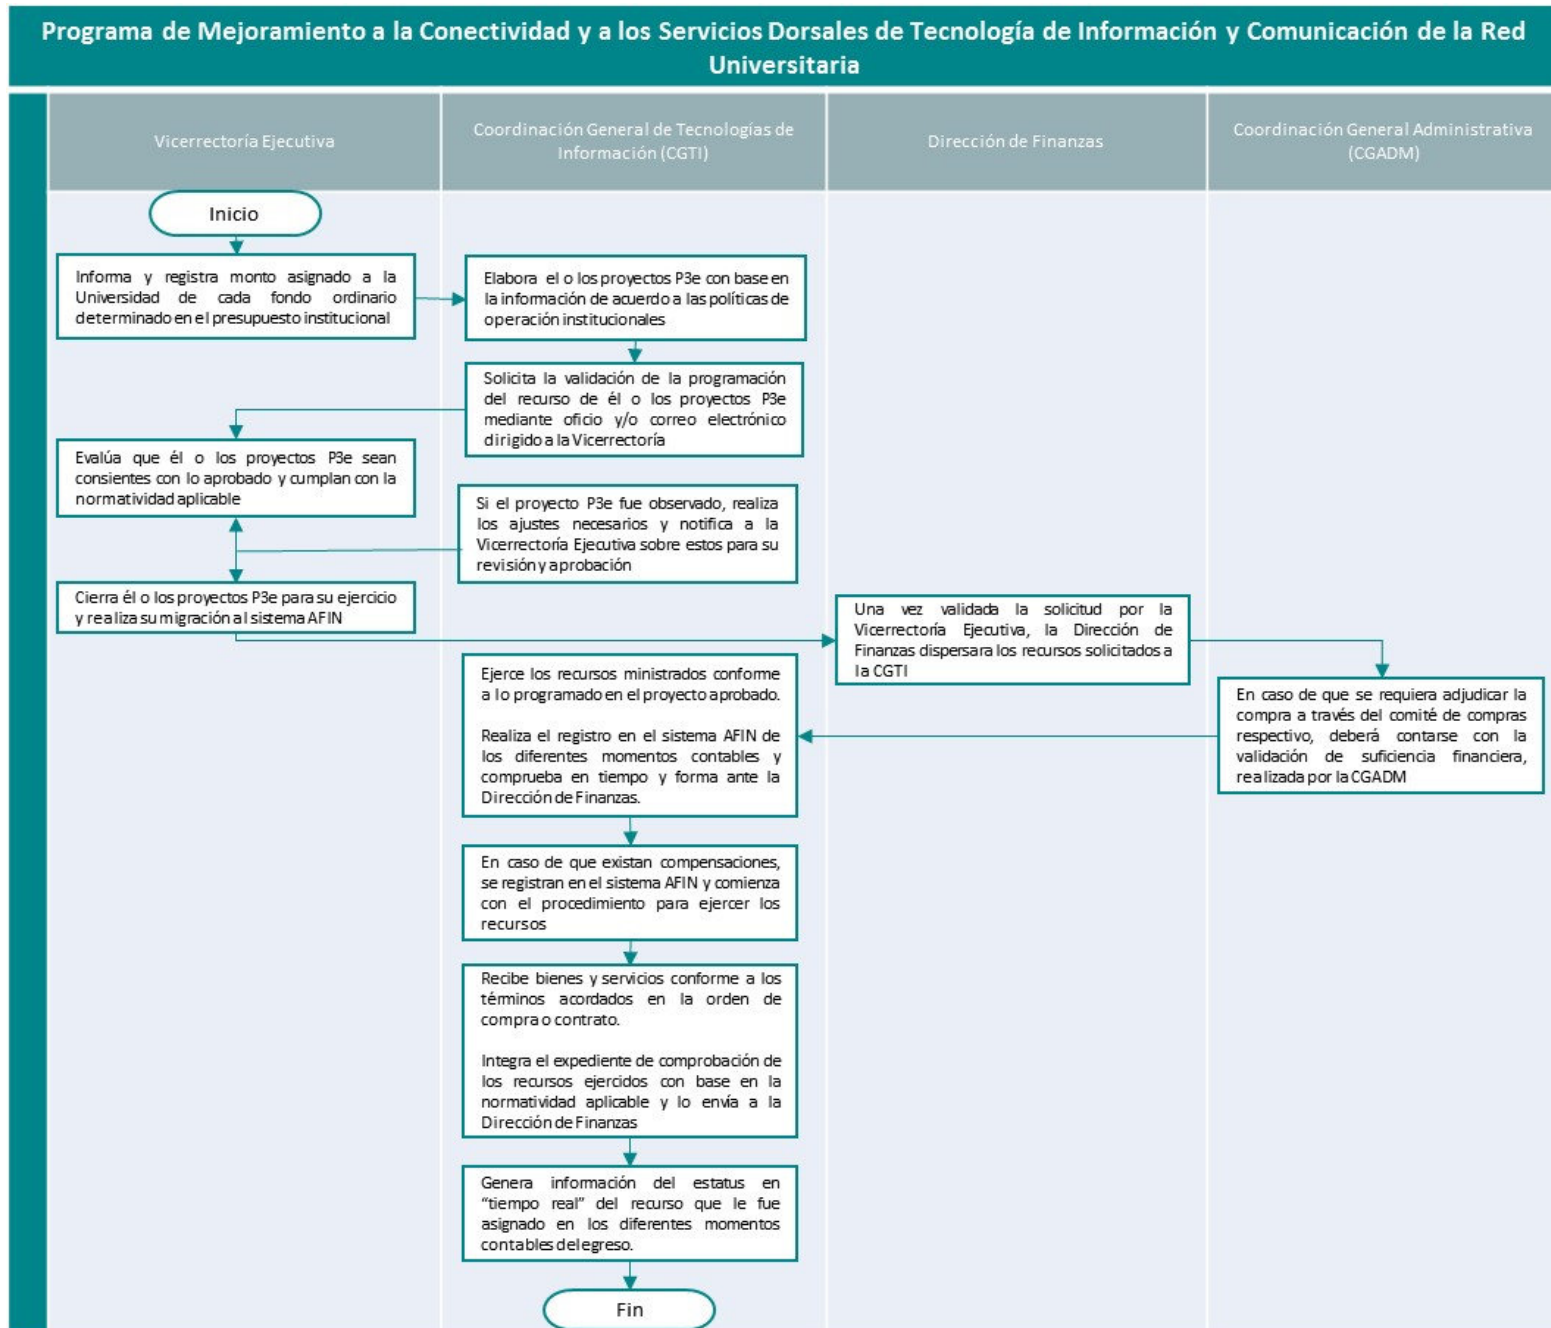 Programa de Mejoramiento a la Conectividad y a los Servicios Dorsales de Tecnología de Información y Comunicación de la Red
Universitaria
Vicerrectoría Ejecutiva
Coordinación General de Tecnologías de
Información (CGTI)
Dirección de Finanzas
Coordinación General Administrativa
(CGADM)
Inicio
Informa y registra monto asignado a la
Universidad de cada fondo ordinario
determinado en el presupuesto institucional
Elabora el o los proyectos P3e con base en
la información de acuerdo a las políticas de
operación institucionales
Solicita la validación de la programación
del recurso de él o los proyectos P3e
mediante oficio y/o correo electrónico
dirigido a la Vicerrectoría
Evalúa que él o los proyectos P3e sean
consientes con lo aprobado y cumplan con la
normatividad aplicable
Si el proyecto P3e fue observado, realiza
los ajustes necesarios y notifica a la
Vicerrectoría Ejecutiva sobre estos para su
revisión y aprobación
Cierra él o los proyectos P3e para su ejercicio
y realiza su migración al sistema AFIN
Una vez validada la solicitud por la
Vicerrectoría Ejecutiva, la Dirección de
Finanzas dispersara los recursos solicitados a
la CGTI
En caso de que se requiera adjudicar la
compra a través del comité de compras
respectivo, deberá contarse con la
validación de suficiencia financiera,
realizada por la CGADM
Ejerce los recursos ministrados conforme
a lo programado en el proyecto aprobado.
Realiza el registro en el sistema AFIN de
los diferentes momentos contables y
comprueba en tiempo y forma ante la
Dirección de Finanzas.
En caso de que existan compensaciones,
se registran en el sistema AFIN y comienza
con el procedimiento para ejercer los
recursos
Recibe bienes y servicios conforme a los
términos acordados en la orden de
compra o contrato.
Integra el expediente de comprobación de
los recursos ejercidos con base en la
normatividad aplicable y lo envía a la
Dirección de Finanzas
Genera información del estatus en
“tiempo real” del recurso que le fue
asignado en los diferentes momentos
contables del egreso.
Fin